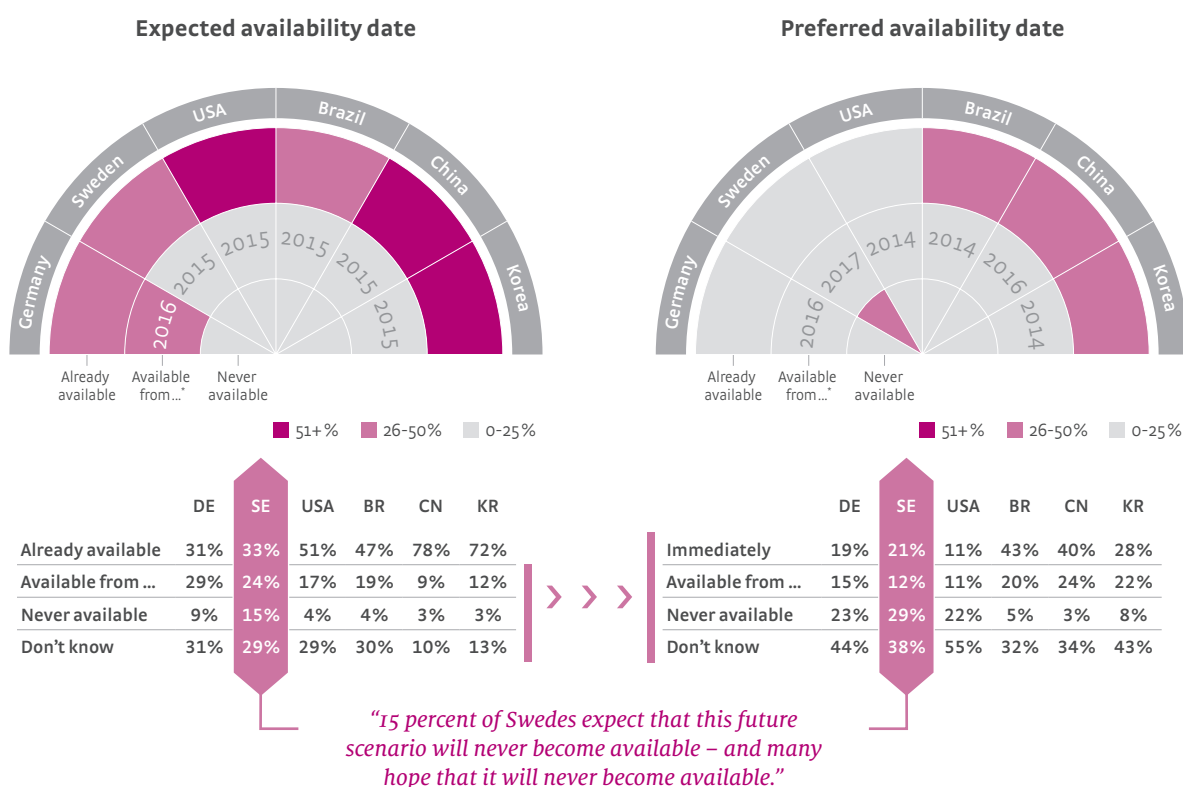 Expected availability date
Germany
Sweden
USA
Brazil
China
Korea
2016
2015
2015
2015
2015
2015
Already available
Available from...*
Never available
51+%
26-50%
0-25%
DE SE USA BR CN KR
Already available 31% 33% 51% 47% 78% 72%
Available from ... 29% 24% 17% 19% 9% 12%
Never available 9% 15% 4% 4% 3% 3%
Don't know 31% 29% 29% 30% 10% 13%
Preferred availability date
Germany
Sweden
USA
Brazil
China
Korea
2016
2017
2014
2014
2016
2014
Already available
Available from...*
Never available
51+%
26-50%
0-25%
DE SE USA BR CN KR
Immediately 19% 21% 11% 43% 40% 28%
Available from ... 15% 12% 11% 20% 24% 22%
Never available 23% 29% 22% 5% 3% 8%
Don't know 44% 38% 55% 32% 34% 43%
“15 percent of Swedes expect that this future
scenario will never become available – and many
hope that it will never become available.”